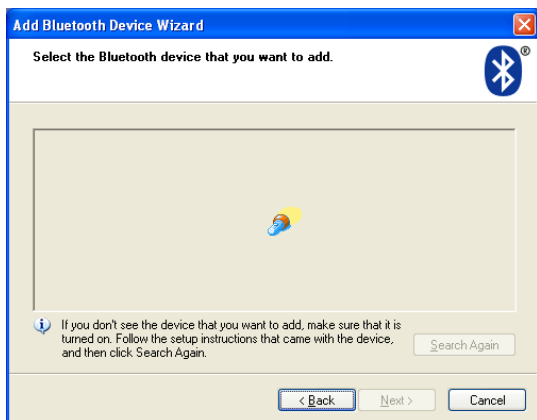 Add Bluetooth Device Wizard
Select the Bluetooth device that you want to add.
®
If you don't see the device that you want to add, make sure that it is
turned on. Follow the setup instructions that came with the device,
and then click Search Again.
Search Again
< Back
Next >
Cancel